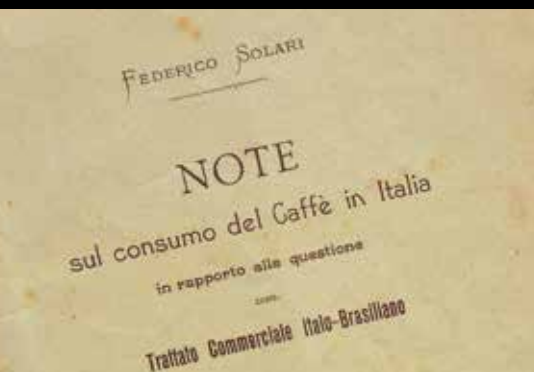 FEDERICO SOLARI
NOTE
sul consumo del Caffè in Italia
in rapporto alla questione
Trattato Commerciale Italo-Brasiliano